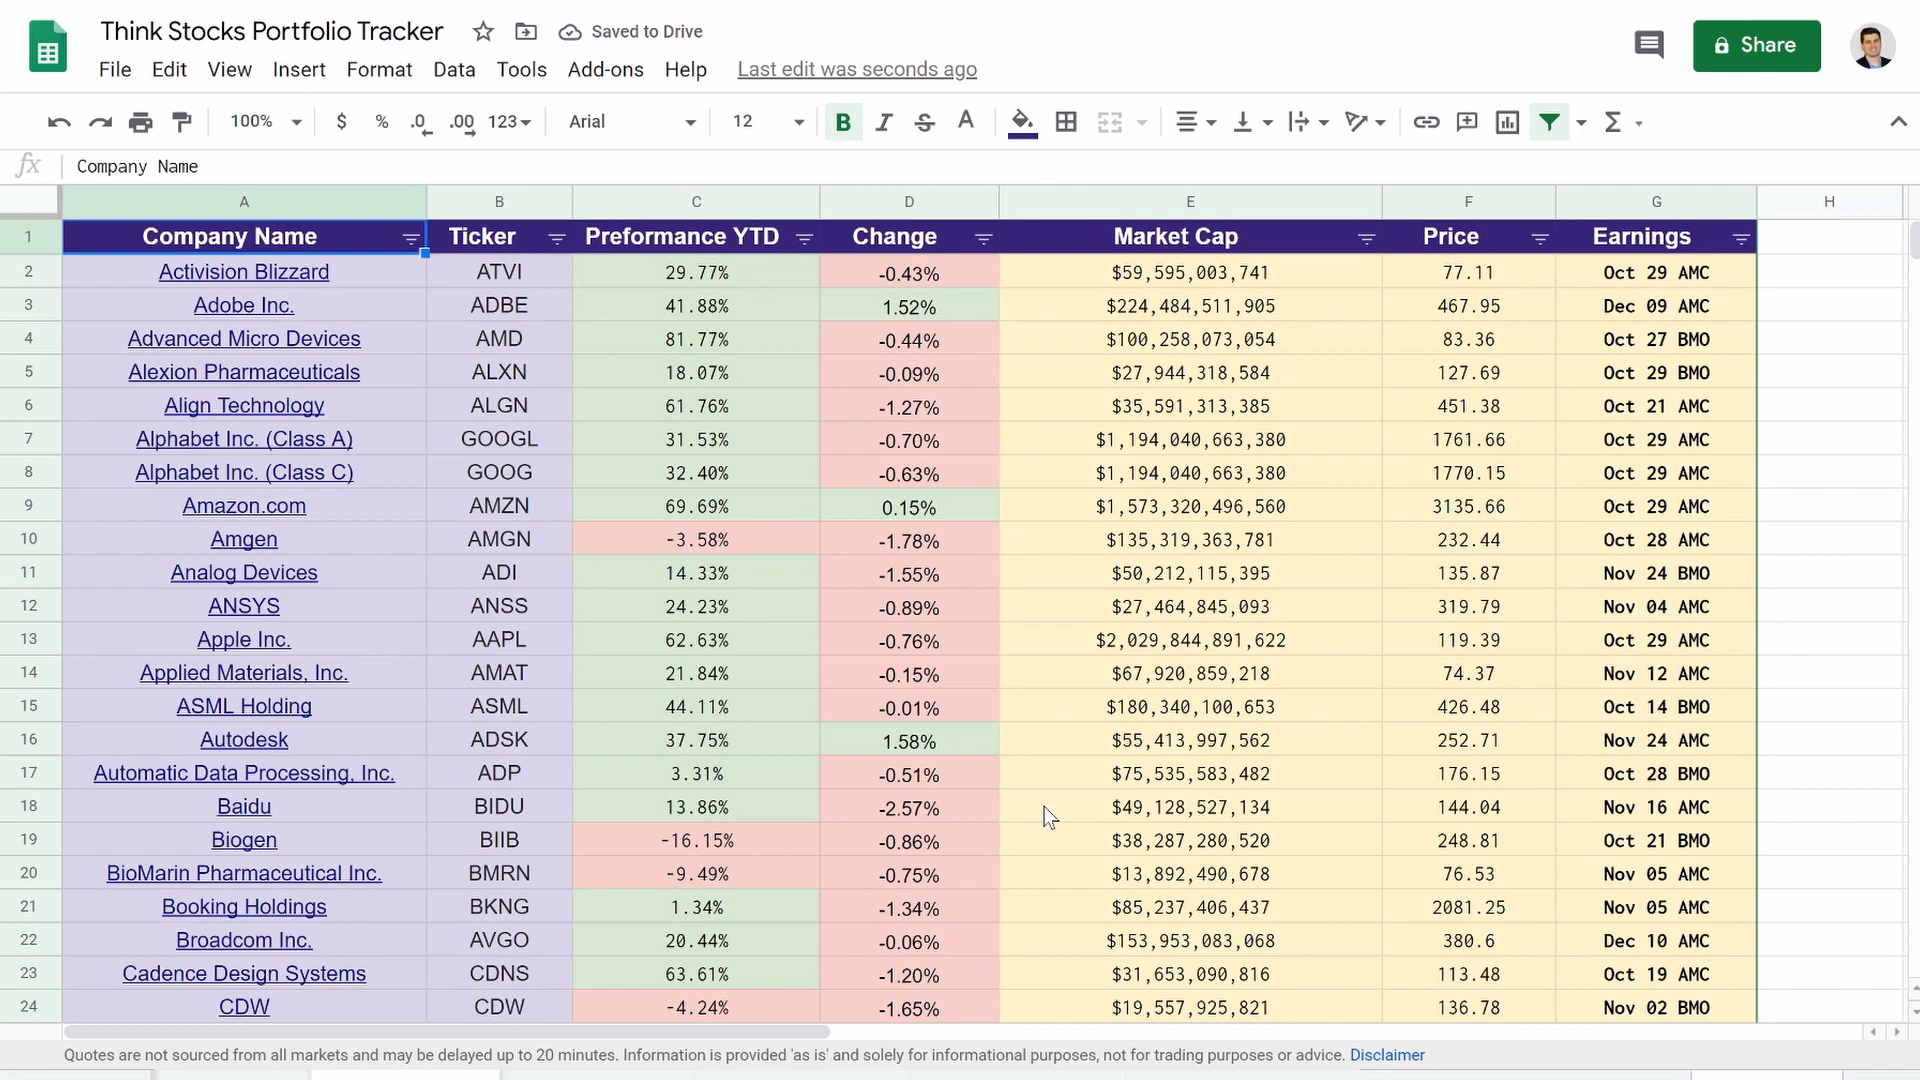 Think Stocks Portfolio Tracker Saved to Drive
Share
File Edit View Insert Format Data Tools Add-ons Help Last edit was seconds ago
100% $ % .0 .00 123 Arial 12 B I S A Σ
fx Company Name
A B C D E F G H
1 Company Name Ticker Preformance YTD Change Market Cap Price Earnings
2 Activision Blizzard ATVI 29.77% -0.43% $59,595,003,741 77.11 Oct 29 AMC
3 Adobe Inc. ADBE 41.88% 1.52% $224,484,511,905 467.95 Dec 09 AMC
4 Advanced Micro Devices AMD 81.77% -0.44% $100,258,073,054 83.36 Oct 27 BMO
5 Alexion Pharmaceuticals ALXN 18.07% -0.09% $27,944,318,584 127.69 Oct 29 BMO
6 Align Technology ALGN 61.76% -1.27% $35,591,313,385 451.38 Oct 21 AMC
7 Alphabet Inc. (Class A) GOOGL 31.53% -0.70% $1,194,040,663,380 1761.66 Oct 29 AMC
8 Alphabet Inc. (Class C) GOOG 32.40% -0.63% $1,194,040,663,380 1770.15 Oct 29 AMC
9 Amazon.com AMZN 69.69% 0.15% $1,573,320,496,560 3135.66 Oct 29 AMC
10 Amgen AMGN -3.58% -1.78% $135,319,363,781 232.44 Oct 28 AMC
11 Analog Devices ADI 14.33% -1.55% $50,212,115,395 135.87 Nov 24 BMO
12 ANSYS ANSS 24.23% -0.89% $27,464,845,093 319.79 Nov 04 AMC
13 Apple Inc. AAPL 62.63% -0.76% $2,029,844,891,622 119.39 Oct 29 AMC
14 Applied Materials, Inc. AMAT 21.84% -0.15% $67,920,859,218 74.37 Nov 12 AMC
15 ASML Holding ASML 44.11% -0.01% $180,340,100,653 426.48 Oct 14 BMO
16 Autodesk ADSK 37.75% 1.58% $55,413,997,562 252.71 Nov 24 AMC
17 Automatic Data Processing, Inc. ADP 3.31% -0.51% $75,535,583,482 176.15 Oct 28 BMO
18 Baidu BIDU 13.86% -2.57% $49,128,527,134 144.04 Nov 16 AMC
19 Biogen BIIB -16.15% -0.86% $38,287,280,520 248.81 Oct 21 BMO
20 BioMarin Pharmaceutical Inc. BMRN -9.49% -0.75% $13,892,490,678 76.53 Nov 05 AMC
21 Booking Holdings BKNG 1.34% -1.34% $85,237,406,437 2081.25 Nov 05 AMC
22 Broadcom Inc. AVGO 20.44% -0.06% $153,953,083,068 380.6 Dec 10 AMC
23 Cadence Design Systems CDNS 63.61% -1.20% $31,653,090,816 113.48 Oct 19 AMC
24 CDW CDW -4.24% -1.65% $19,557,925,821 136.78 Nov 02 BMO
Quotes are not sourced from all markets and may be delayed up to 20 minutes. Information is provided 'as is' and solely for informational purposes, not for trading purposes or advice. Disclaimer